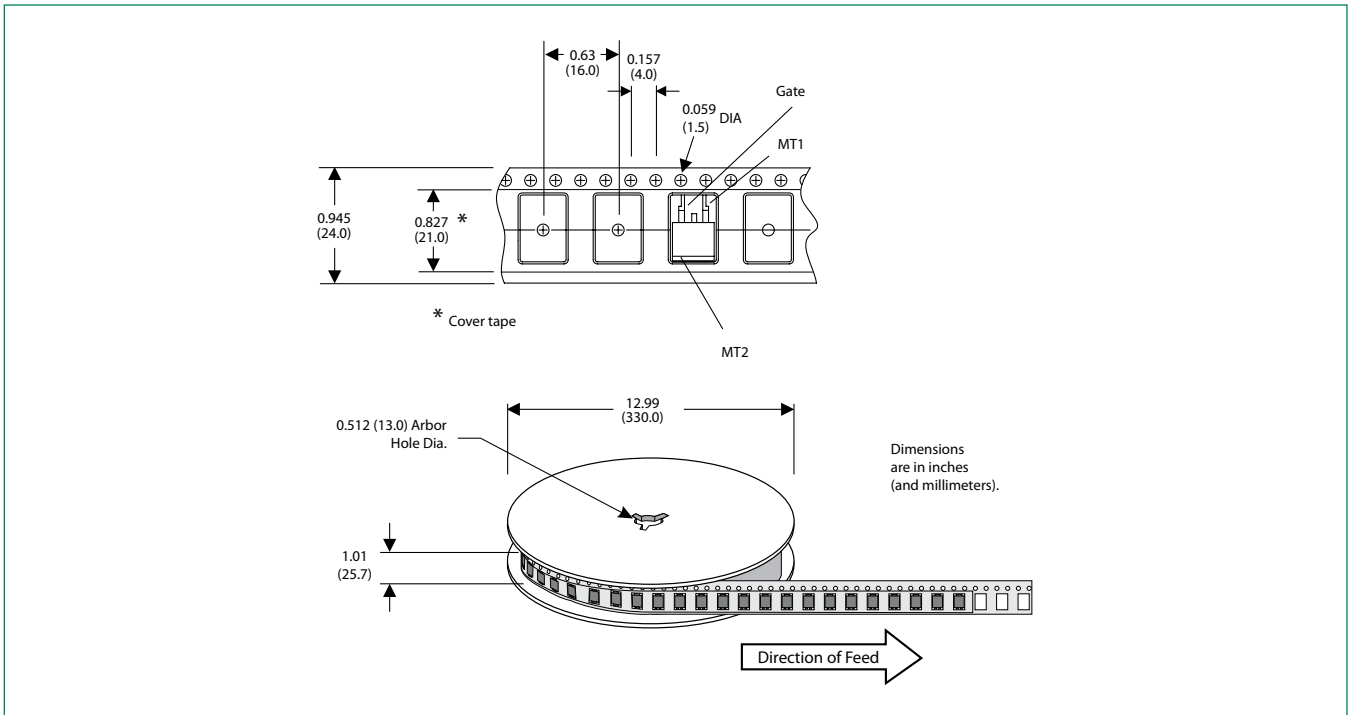 0.63
(16.0)
0.157
(4.0)
Gate
0.059
(1.5)
DIA
MT1
0.945
(24.0)
0.827
(21.0)
*
* Cover tape
MT2
12.99
(330.0)
0.512 (13.0) Arbor
Hole Dia.
Dimensions
are in inches
(and millimeters).
1.01
(25.7)
Direction of Feed